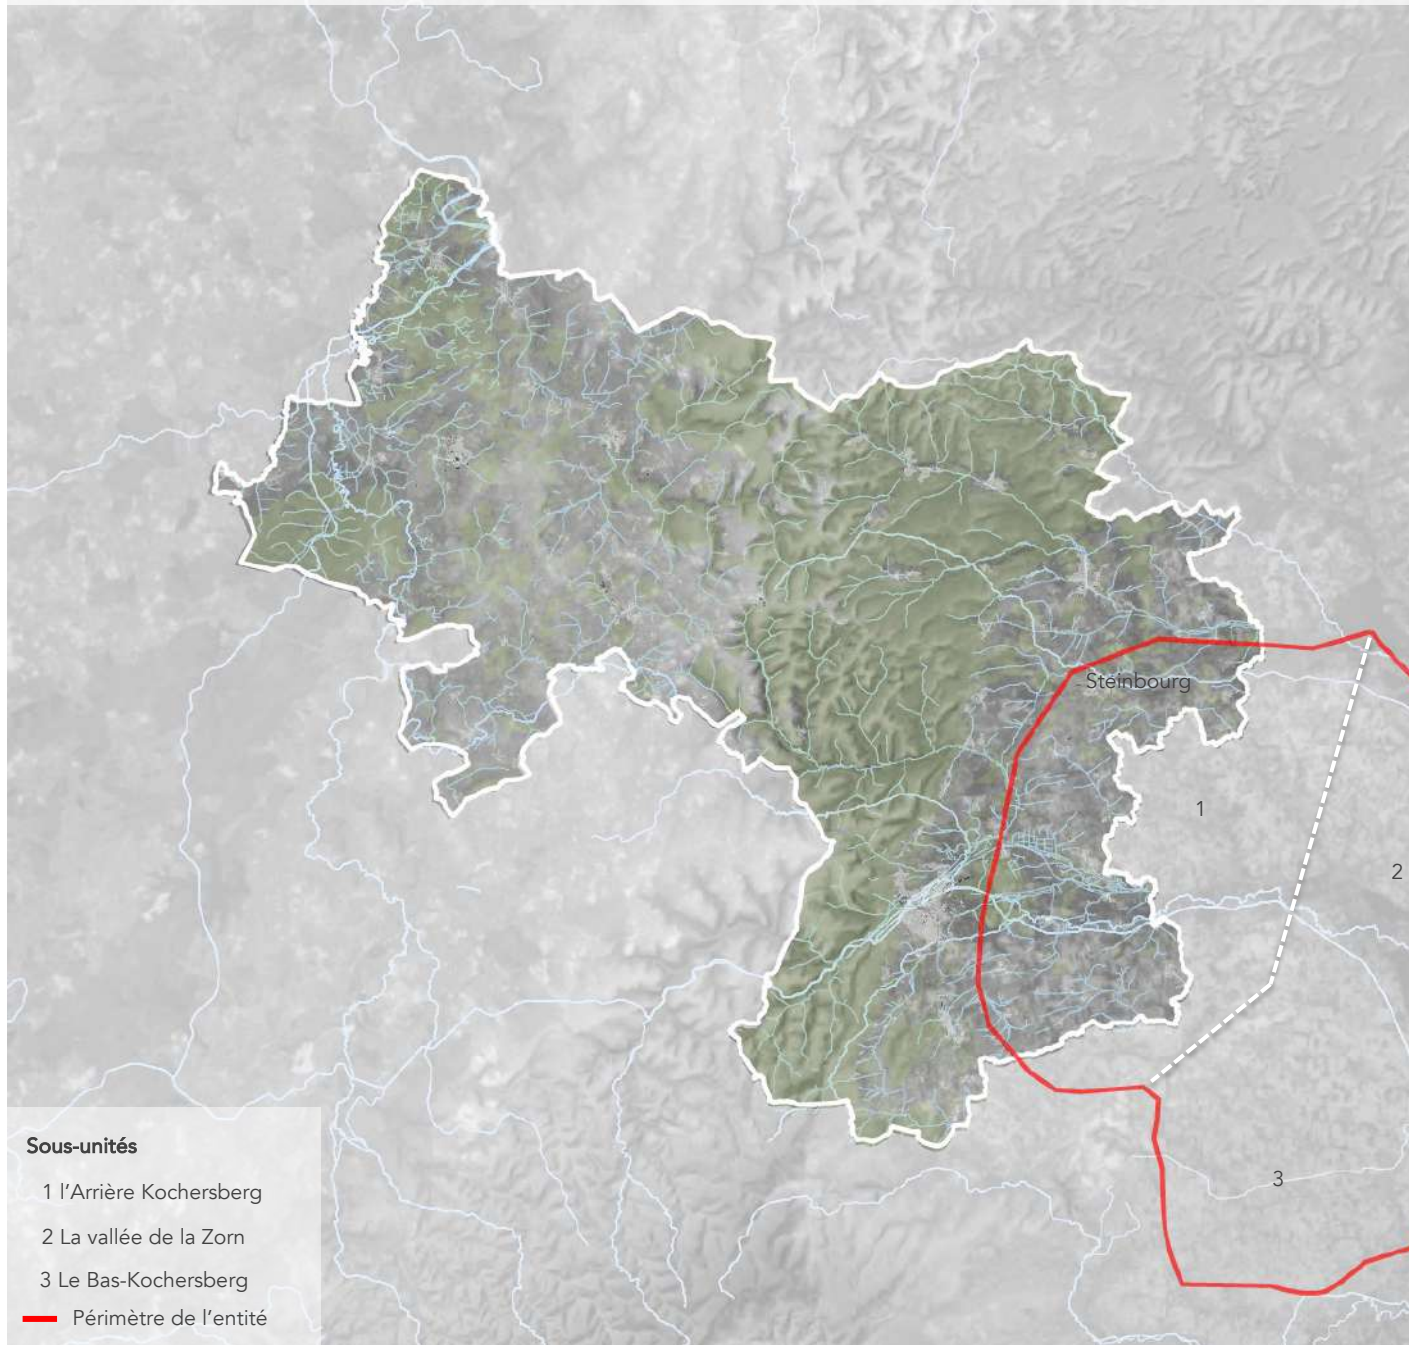 Steinbourg
1
2
3
Sous-unités
1 l'Arrière Kochersberg
2 La vallée de la Zorn
3 Le Bas-Kochersberg
Périmètre de l'entité